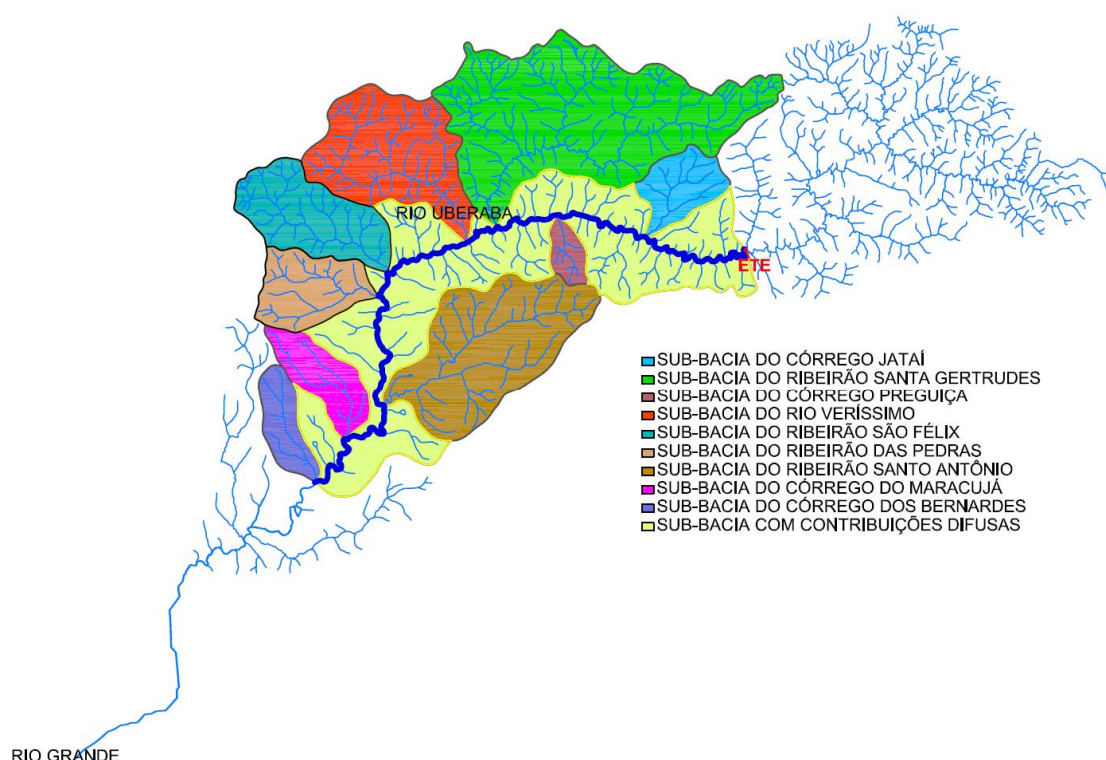 RIO UBERABA
ETE
SUB-BACIA DO CÓRREGO JATAÍ
SUB-BACIA DO RIBEIRÃO SANTA GERTRUDES
SUB-BACIA DO CÓRREGO PREGUIÇA
SUB-BACIA DO RIO VERÍSSIMO
SUB-BACIA DO RIBEIRÃO SÃO FÉLIX
SUB-BACIA DO RIBEIRÃO DAS PEDRAS
SUB-BACIA DO RIBEIRÃO SANTO ANTÔNIO
SUB-BACIA DO CÓRREGO DO MARACUJÁ
SUB-BACIA DO CÓRREGO DOS BERNARDES
SUB-BACIA COM CONTRIBUIÇÕES DIFUSAS
RIO GRANDE